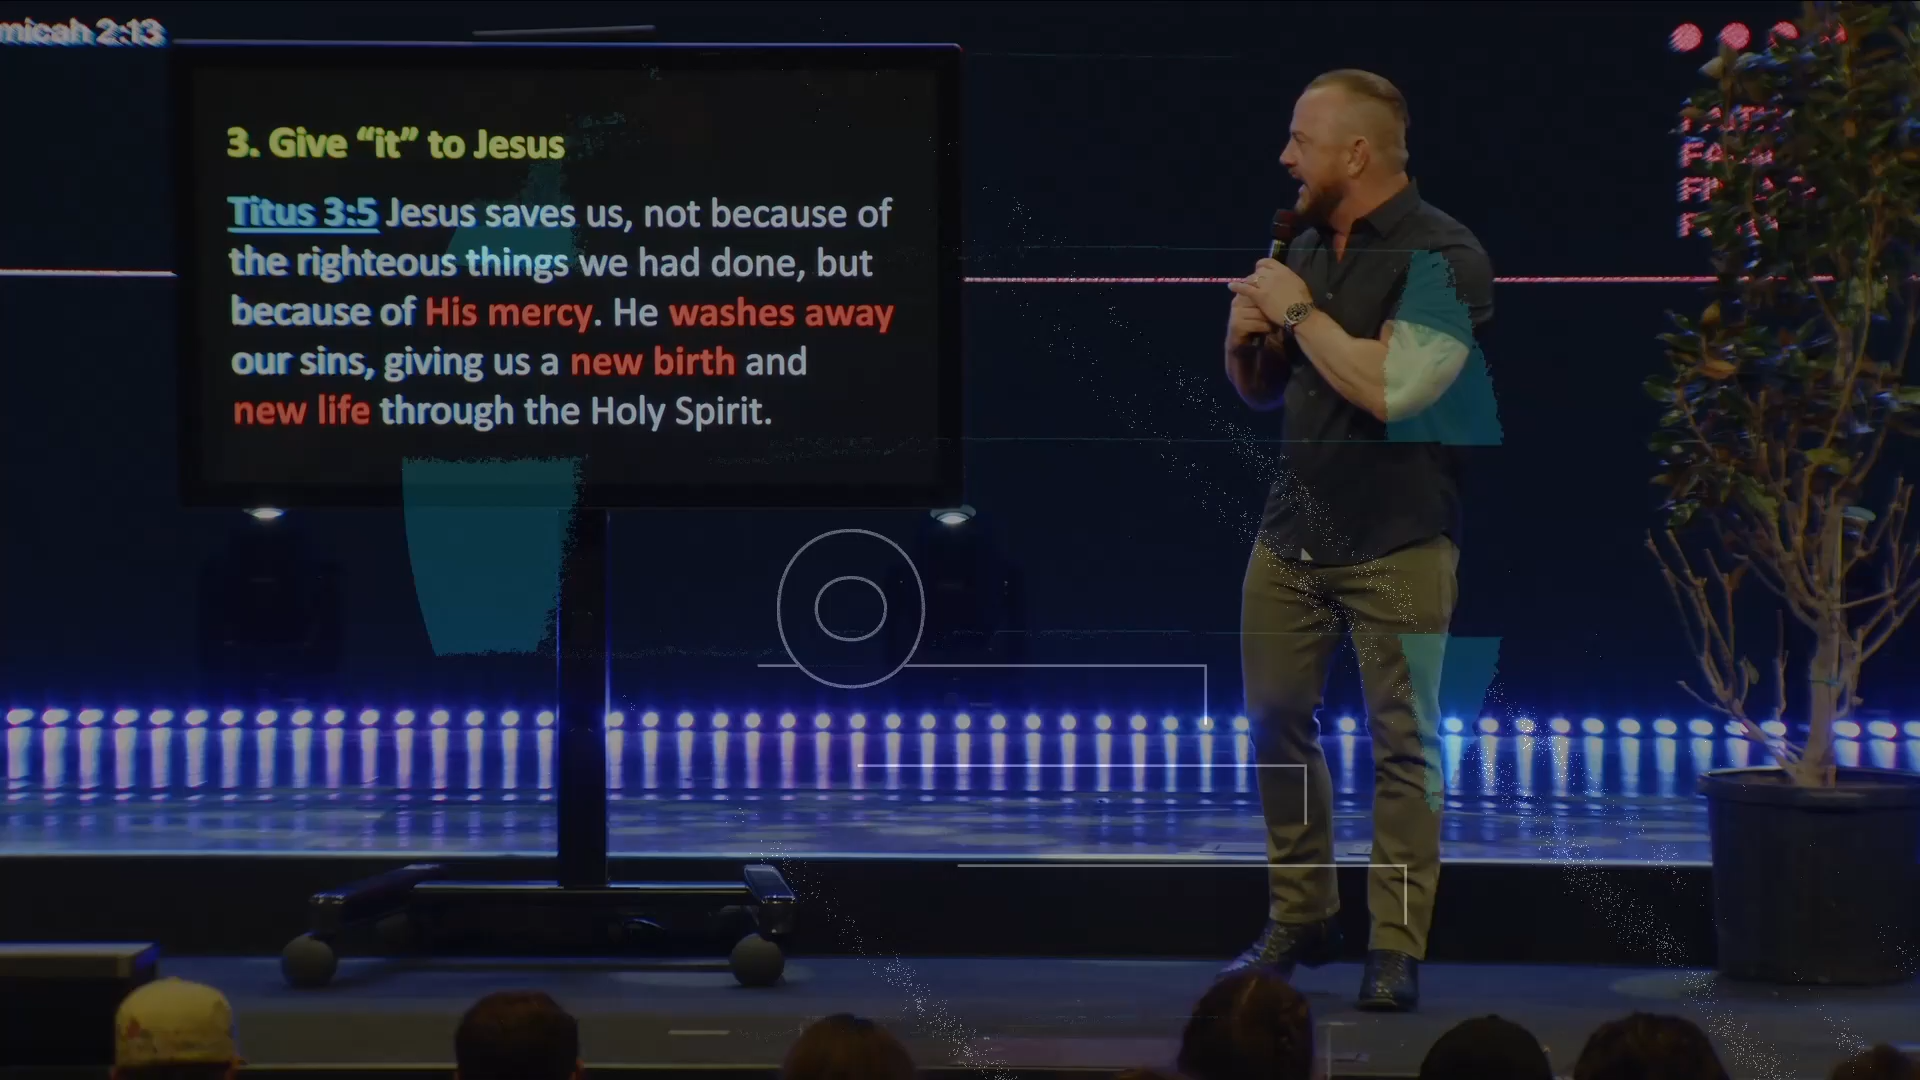 micah 2:13
3. Give “it” to Jesus
Titus 3:5 Jesus saves us, not because of
the righteous things we had done, but
because of His mercy. He washes away
our sins, giving us a new birth and
new life through the Holy Spirit.